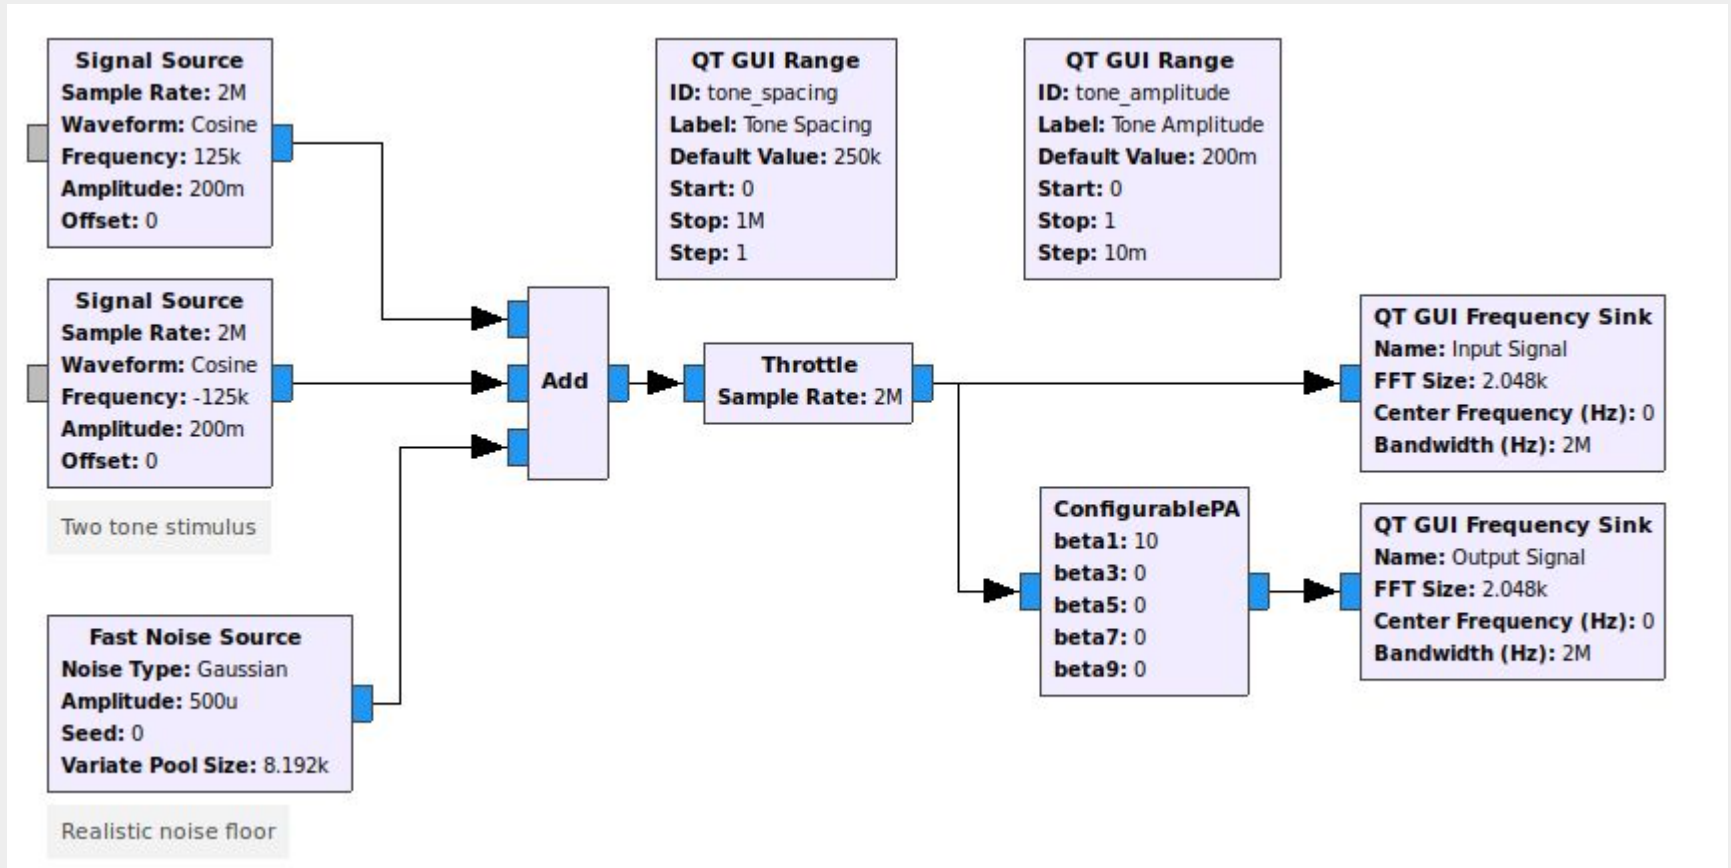 Signal Source
Sample Rate: 2M
Waveform: Cosine
Frequency: 125k
Amplitude: 200m
Offset: 0
QT GUI Range
ID: tone_spacing
Label: Tone Spacing
Default Value: 250k
Start: 0
Stop: 1M
Step: 1
QT GUI Range
ID: tone_amplitude
Label: Tone Amplitude
Default Value: 200m
Start: 0
Stop: 1
Step: 10m
Signal Source
Sample Rate: 2M
Waveform: Cosine
Frequency: -125k
Amplitude: 200m
Offset: 0
Two tone stimulus
Add
Throttle
Sample Rate: 2M
QT GUI Frequency Sink
Name: Input Signal
FFT Size: 2.048k
Center Frequency (Hz): 0
Bandwidth (Hz): 2M
ConfigurablePA
beta1: 10
beta3: 0
beta5: 0
beta7: 0
beta9: 0
QT GUI Frequency Sink
Name: Output Signal
FFT Size: 2.048k
Center Frequency (Hz): 0
Bandwidth (Hz): 2M
Fast Noise Source
Noise Type: Gaussian
Amplitude: 500u
Seed: 0
Variate Pool Size: 8.192k
Realistic noise floor